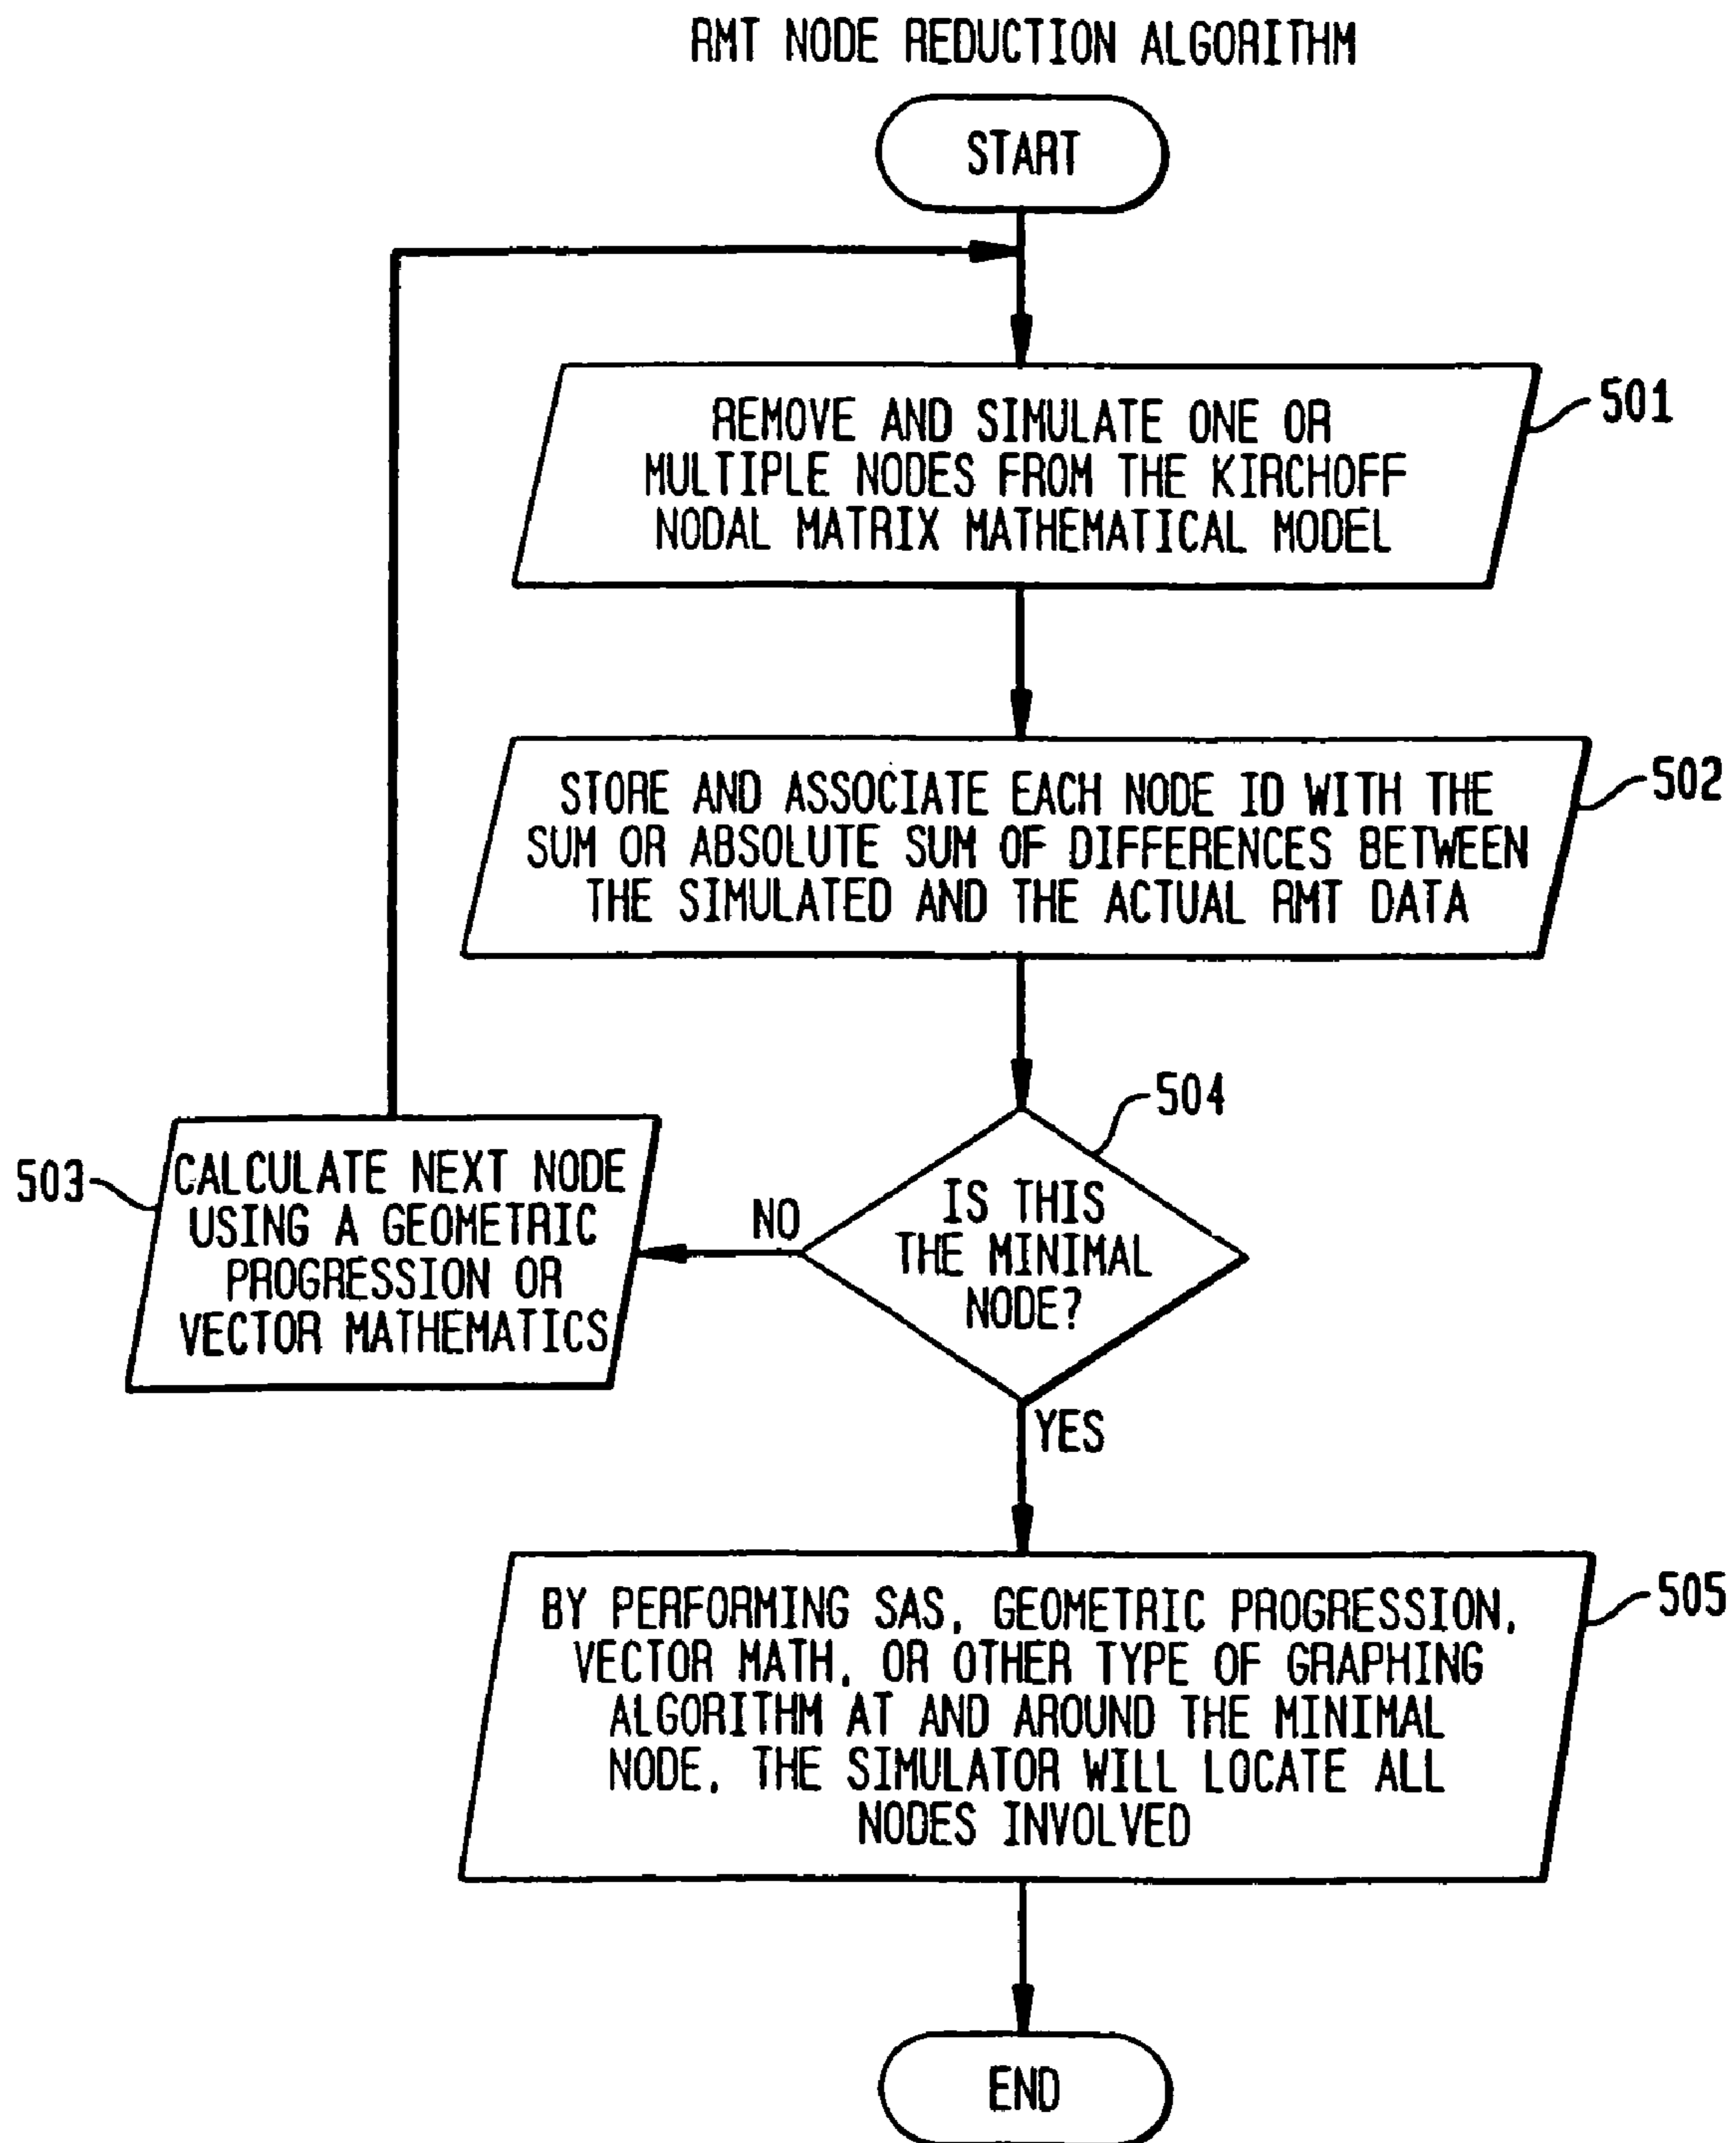 RMT NODE REDUCTION ALGORITHM
START
REMOVE AND SIMULATE ONE OR
MULTIPLE NODES FROM THE KIRCHOFF
NODAL MATRIX MATHEMATICAL MODEL
501
STORE AND ASSOCIATE EACH NODE ID WITH THE
SUM OR ABSOLUTE SUM OF DIFFERENCES BETWEEN
THE SIMULATED AND THE ACTUAL RMT DATA
502
503
CALCULATE NEXT NODE
USING A GEOMETRIC
PROGRESSION OR
VECTOR MATHEMATICS
NO
504
IS THIS
THE MINIMAL
NODE?
YES
BY PERFORMING SAS, GEOMETRIC PROGRESSION,
VECTOR MATH, OR OTHER TYPE OF GRAPHING
ALGORITHM AT AND AROUND THE MINIMAL
NODE, THE SIMULATOR WILL LOCATE ALL
NODES INVOLVED
505
END